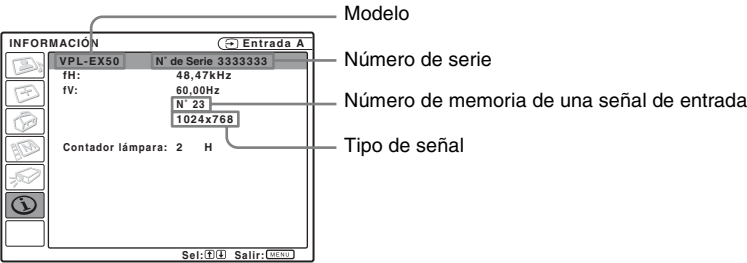 Modelo
INFORMACIÓN Entrada A
VPL-EX50 N° de Serie 3333333
Número de serie
fH: 48,47kHz
fV: 60,00Hz
N° 23
Número de memoria de una señal de entrada
1024x768
Tipo de señal
Contador lámpara: 2 H
Sel: Salir: MENU